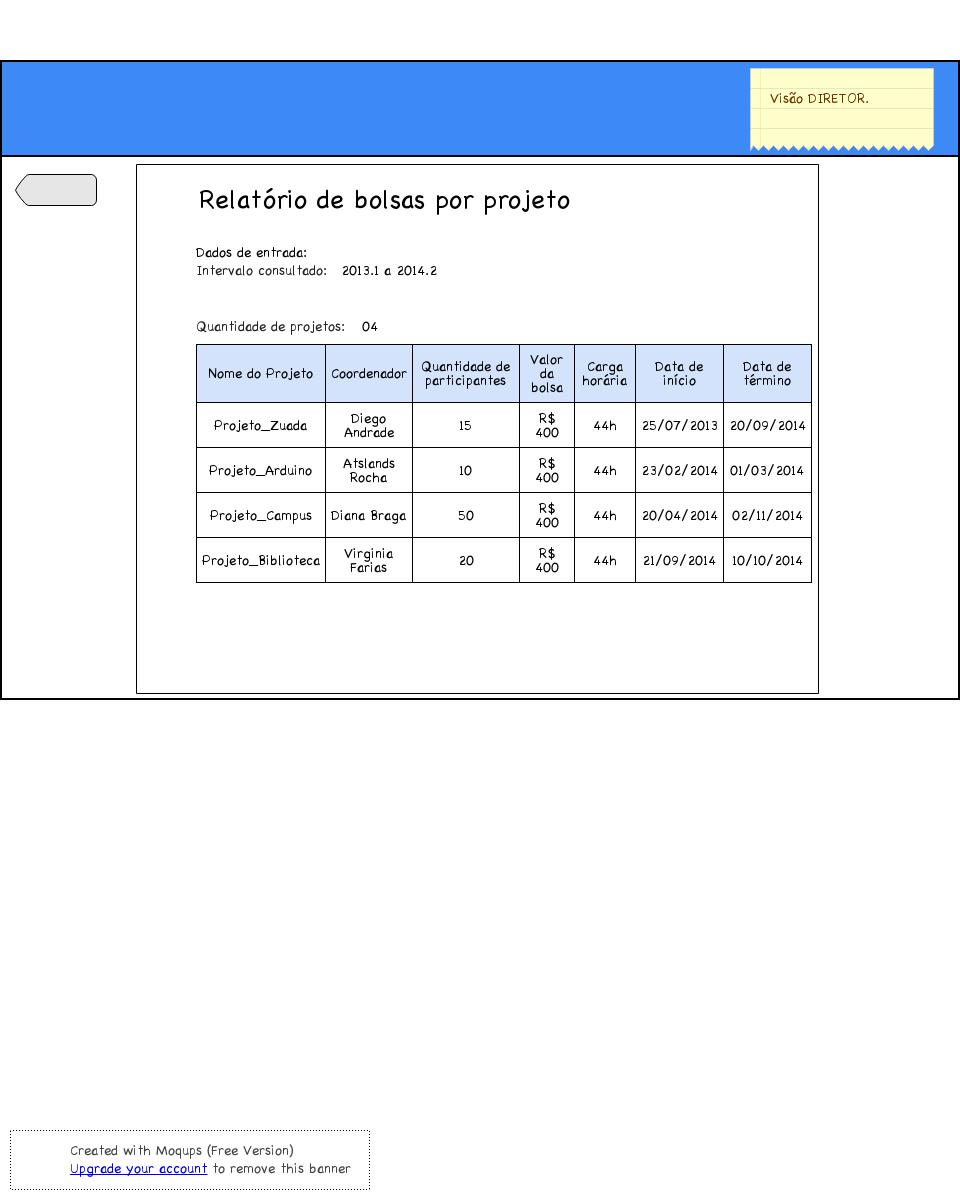 Visão DIRETOR.
Relatório de bolsas por projeto
Dados de entrada:
Intervalo consultado: 2013.1 a 2014.2
Quantidade de projetos: 04
Nome do Projeto Coordenador Quantidade de participantes Valor da bolsa Carga horária Data de início Data de término
Projeto_Zuada Diego Andrade 15 R$ 400 44h 25/07/2013 20/09/2014
Projeto_Arduino Atslands Rocha 10 R$ 400 44h 23/02/2014 01/03/2014
Projeto_Campus Diana Braga 50 R$ 400 44h 20/04/2014 02/11/2014
Projeto_Biblioteca Virginia Farias 20 R$ 400 44h 21/09/2014 10/10/2014
Created with Moqups (Free Version)
Upgrade your account to remove this banner